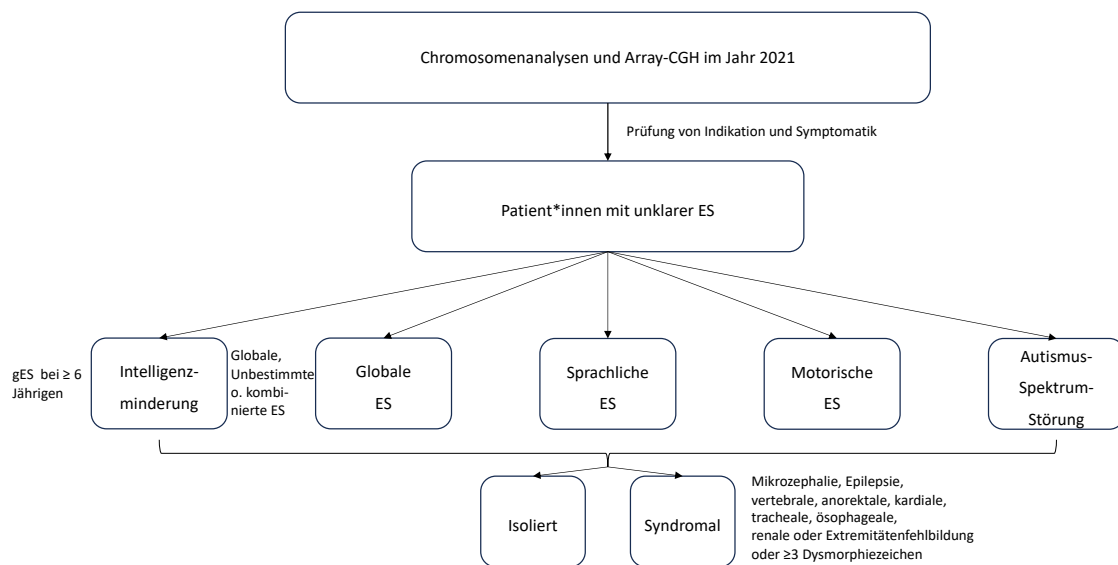 Chromosomenanalysen und Array-CGH im Jahr 2021
Prüfung von Indikation und Symptomatik
Patient*innen mit unklarer ES
gES bei ≥ 6
Jährigen
Intelligenz-
minderung
Globale,
Unbestimmte
o. kombi-
nierte ES
Globale
ES
Sprachliche
ES
Motorische
ES
Autismus-
Spektrum-
Störung
Isoliert
Syndromal
Mikrozephalie, Epilepsie,
vertebrale, anorektale, kardiale,
tracheale, ösophageale,
renale oder Extremitätenfehlbildung
oder ≥3 Dysmorphiezeichen